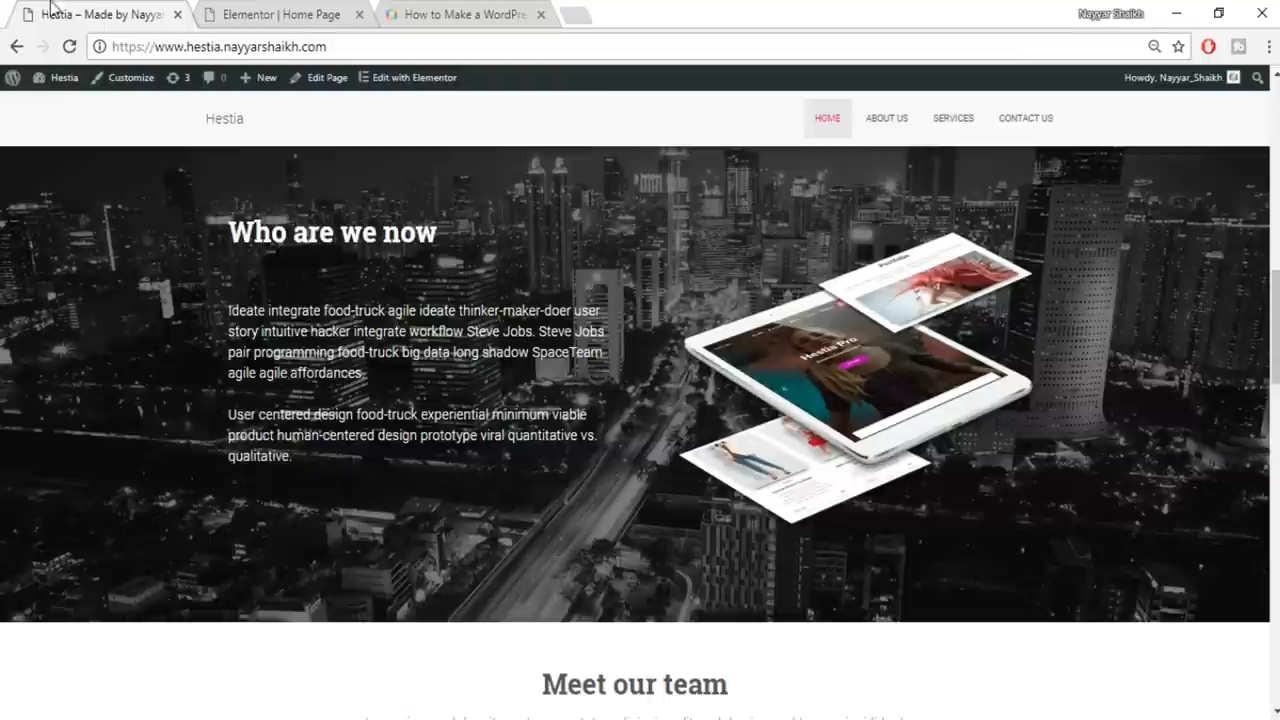 Hestia – Made by Nayya
Elementor | Home Page
How to Make a WordPre
Nayyar Shaikh
https://www.hestia.nayyarshaikh.com
Hestia
Customize
3
0
New
Edit Page
Edit with Elementor
Howdy, Nayyar_Shaikh
Hestia
HOME
ABOUT US
SERVICES
CONTACT US
Who are we now
Ideate integrate food-truck agile ideate thinker-maker-doer user
story intuitive hacker integrate workflow Steve Jobs. Steve Jobs
pair programming food-truck big data long shadow SpaceTeam
agile agile affordances.
User centered design food-truck experiential minimum viable
product human-centered design prototype viral quantitative vs.
qualitative.
Portfolio
Hestia Pro
Meet our team